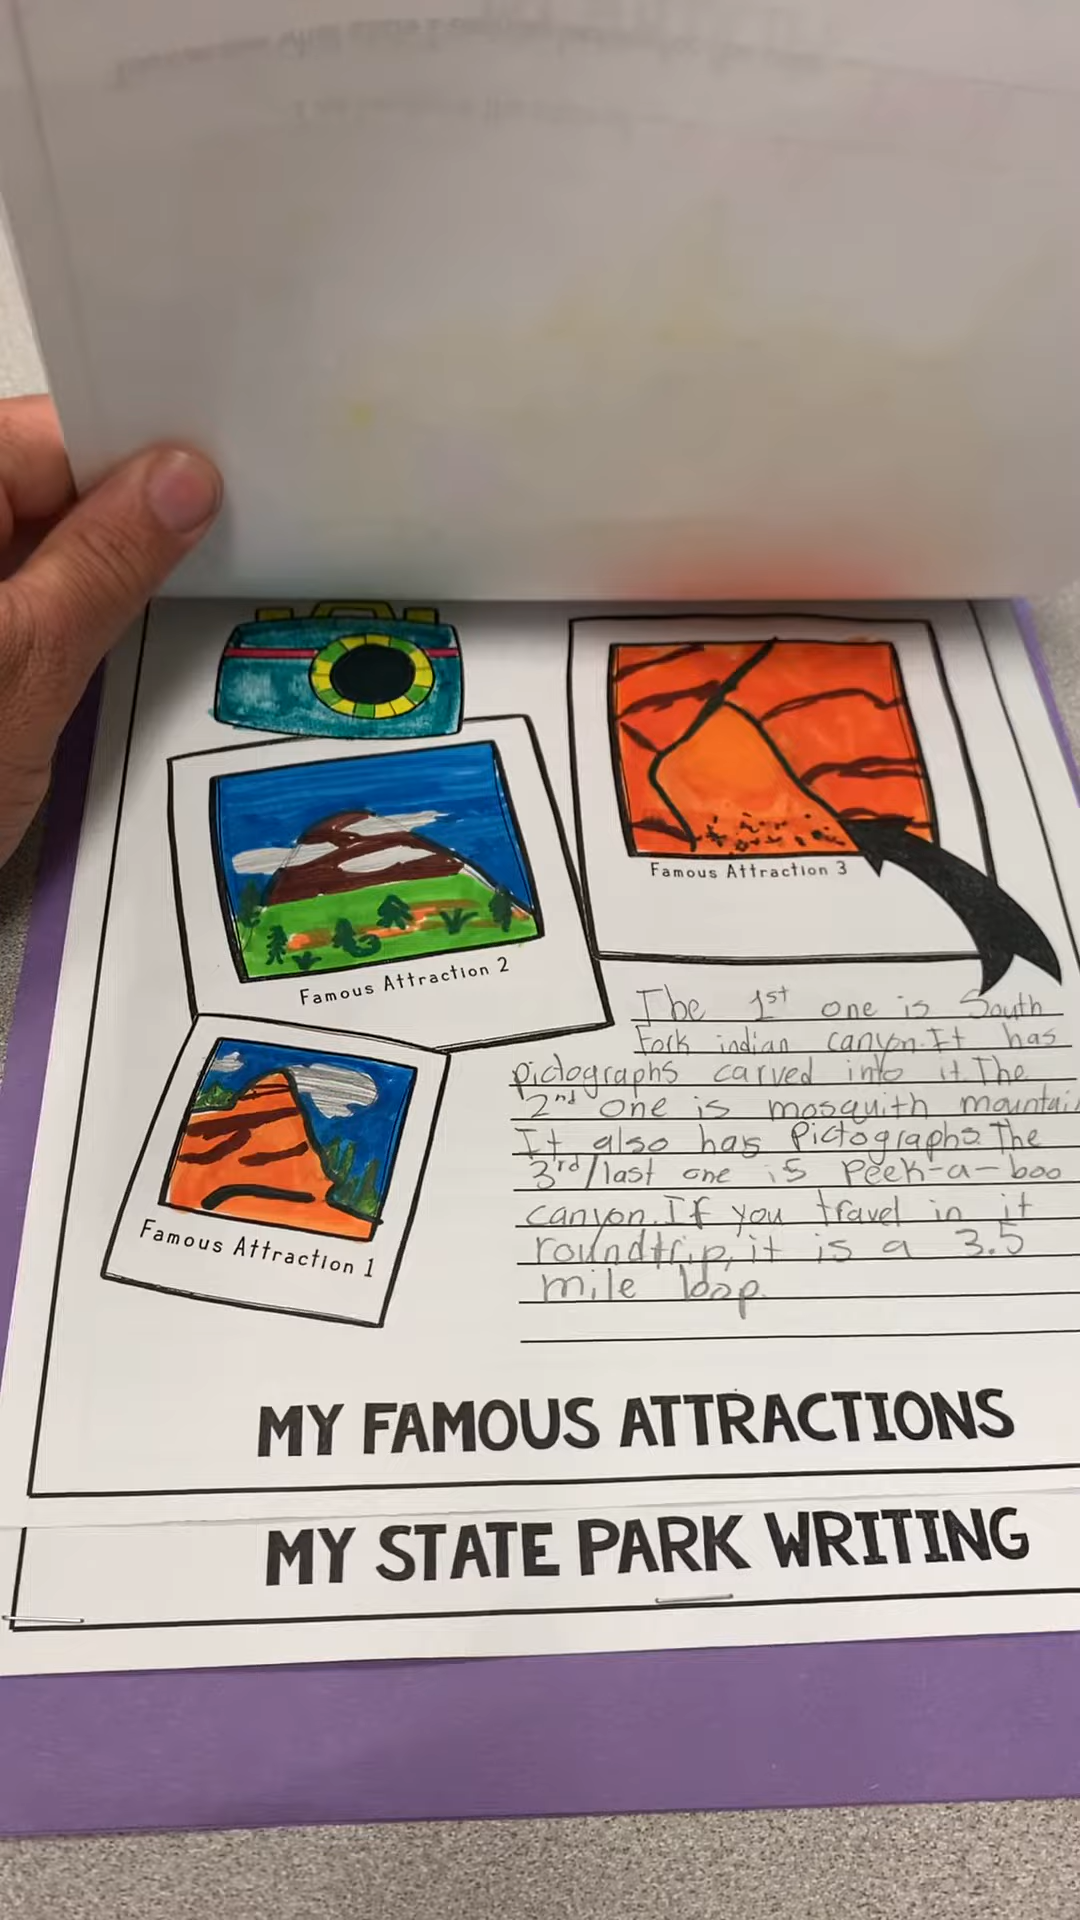 Famous Attraction 3
Famous Attraction 2
Famous Attraction 1
The 1st one is South
Fork indian canyon. It has
pictographs carved into it. The
2nd one is mosquith mountain
It also has Pictographs. The
3rd/last one is Peek-a-boo
canyon. If you travel in it
roundtrip, it is a 3.5
mile loop.
MY FAMOUS ATTRACTIONS
MY STATE PARK WRITING